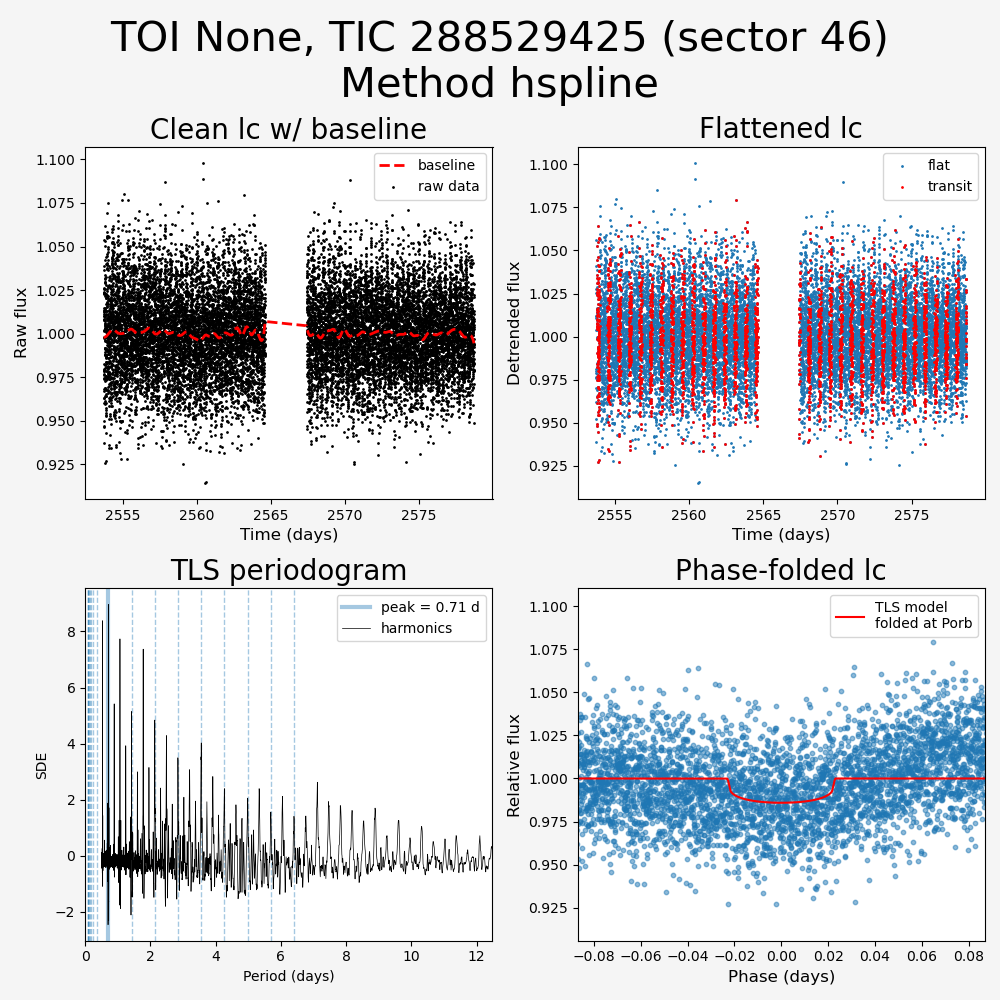 TOI None, TIC 288529425 (sector 46)
Method hspline
Clean lc w/ baseline
Flattened lc
1.100
1.075
1.050
1.025
1.000
0.975
0.950
0.925
Raw flux
baseline
raw data
2555
2560
2565
2570
2575
Time (days)
1.100
1.075
1.050
1.025
1.000
0.975
0.950
0.925
Detrended flux
flat
transit
2555
2560
2565
2570
2575
Time (days)
TLS periodogram
Phase-folded lc
8
6
4
2
0
−2
SDE
peak = 0.71 d
harmonics
0
2
4
6
8
10
12
Period (days)
1.100
1.075
1.050
1.025
1.000
0.975
0.950
0.925
Relative flux
TLS model
folded at Porb
−0.08
−0.06
−0.04
−0.02
0.00
0.02
0.04
0.06
0.08
Phase (days)